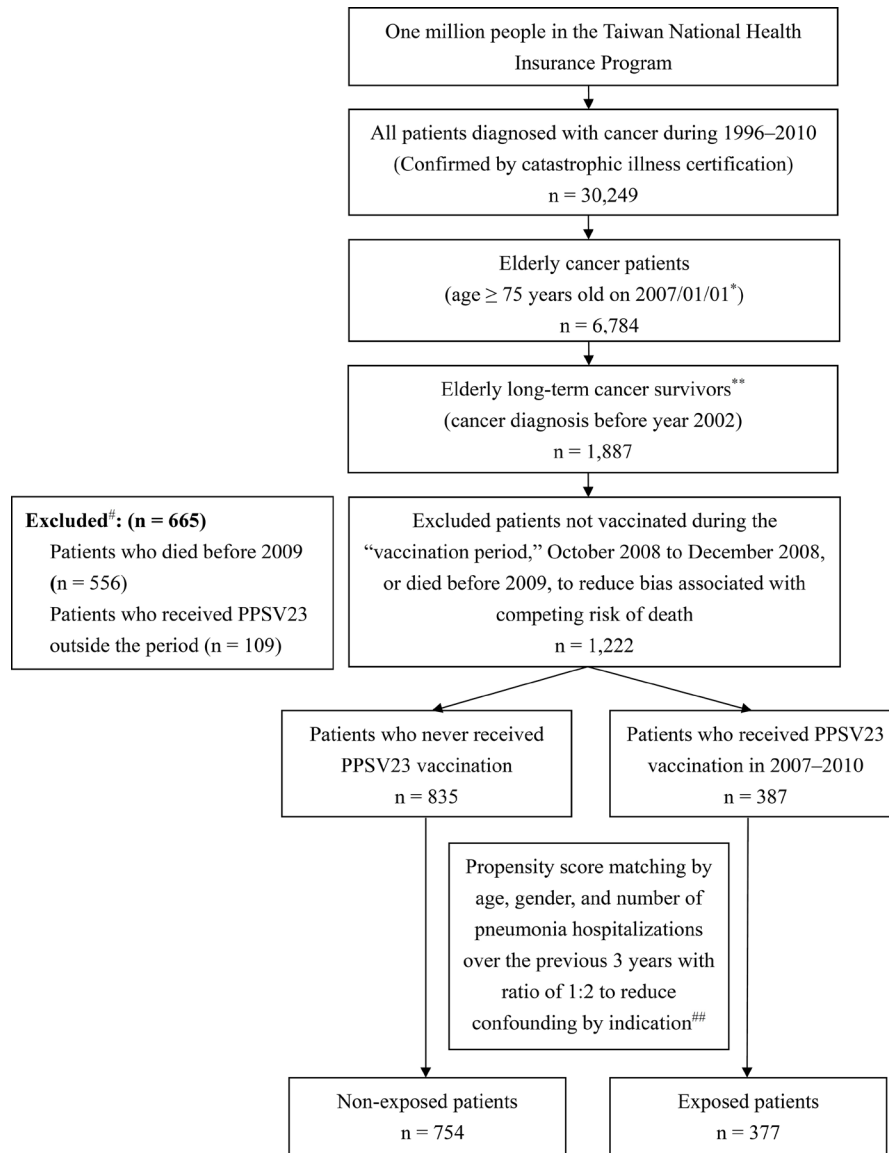 One million people in the Taiwan National Health
Insurance Program
All patients diagnosed with cancer during 1996–2010
(Confirmed by catastrophic illness certification)
n = 30,249
Elderly cancer patients
(age ≥ 75 years old on 2007/01/01*)
n = 6,784
Elderly long-term cancer survivors**
(cancer diagnosis before year 2002)
n = 1,887
Excluded#: (n = 665)
Patients who died before 2009
(n = 556)
Patients who received PPSV23
outside the period (n = 109)
Excluded patients not vaccinated during the
“vaccination period,” October 2008 to December 2008,
or died before 2009, to reduce bias associated with
competing risk of death
n = 1,222
Patients who never received
PPSV23 vaccination
n = 835
Patients who received PPSV23
vaccination in 2007–2010
n = 387
Propensity score matching by
age, gender, and number of
pneumonia hospitalizations
over the previous 3 years with
ratio of 1:2 to reduce
confounding by indication##
Non-exposed patients
n = 754
Exposed patients
n = 377